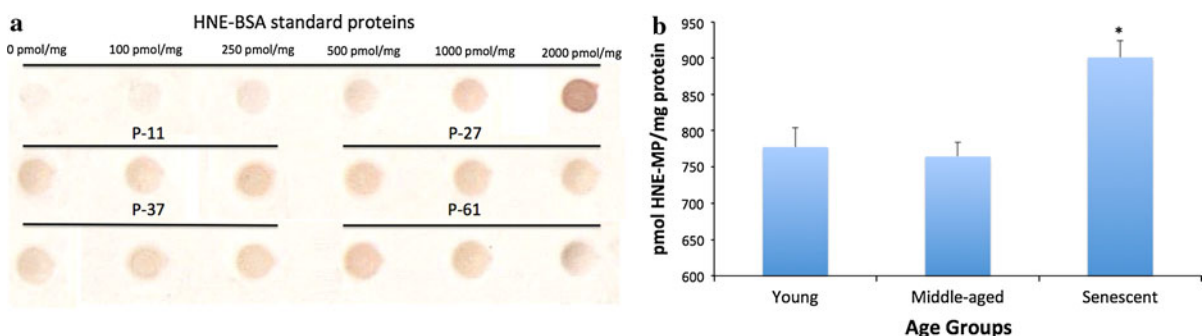 a
HNE-BSA standard proteins
0 pmol/mg 100 pmol/mg 250 pmol/mg 500 pmol/mg 1000 pmol/mg 2000 pmol/mg
P-11 P-27
P-37 P-61
b
pmol HNE-MP/mg protein
950
900
850
800
750
700
650
600
*
Young Middle-aged Senescent
Age Groups